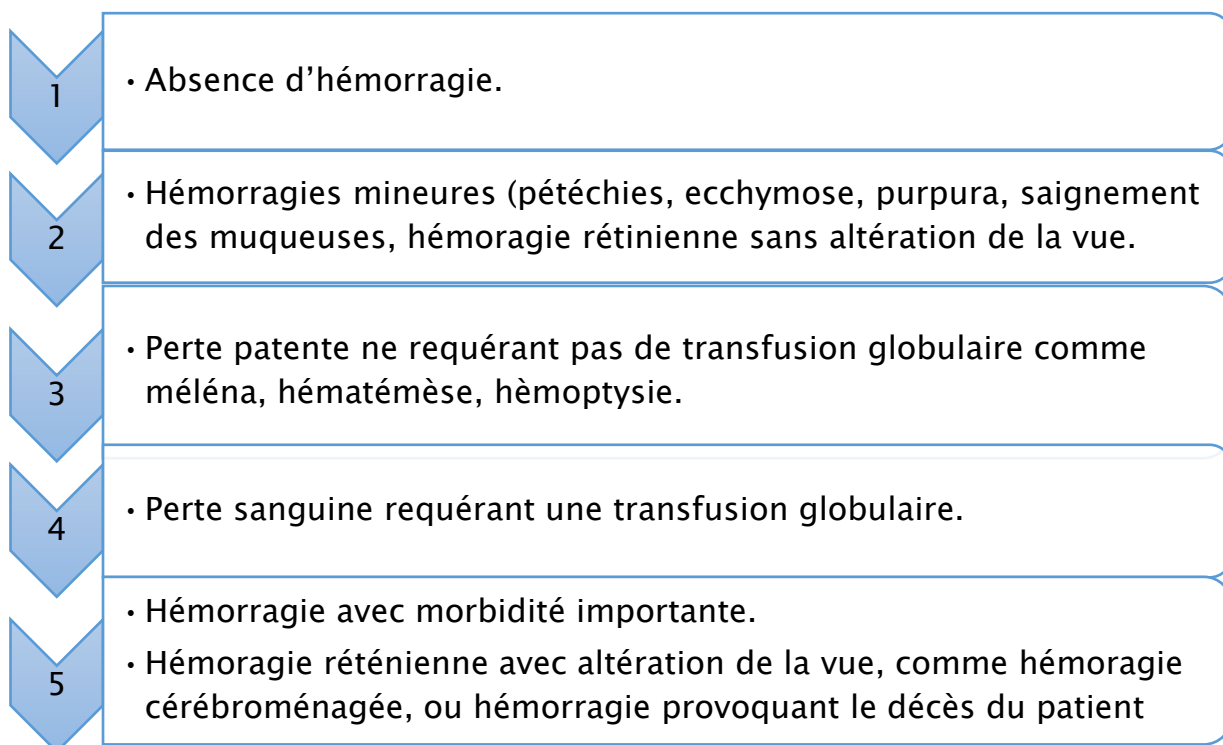 1
• Absence d’hémorragie.
2
• Hémorragies mineures (pétéchies, ecchymose, purpura, saignement
des muqueuses, hémoragie rétinienne sans altération de la vue.
3
• Perte patente ne requérant pas de transfusion globulaire comme
méléna, hématémèse, hèmoptysie.
4
• Perte sanguine requérant une transfusion globulaire.
5
• Hémorragie avec morbidité importante.
• Hémoragie réténienne avec altération de la vue, comme hémoragie
cérébroménagée, ou hémorragie provoquant le décès du patient